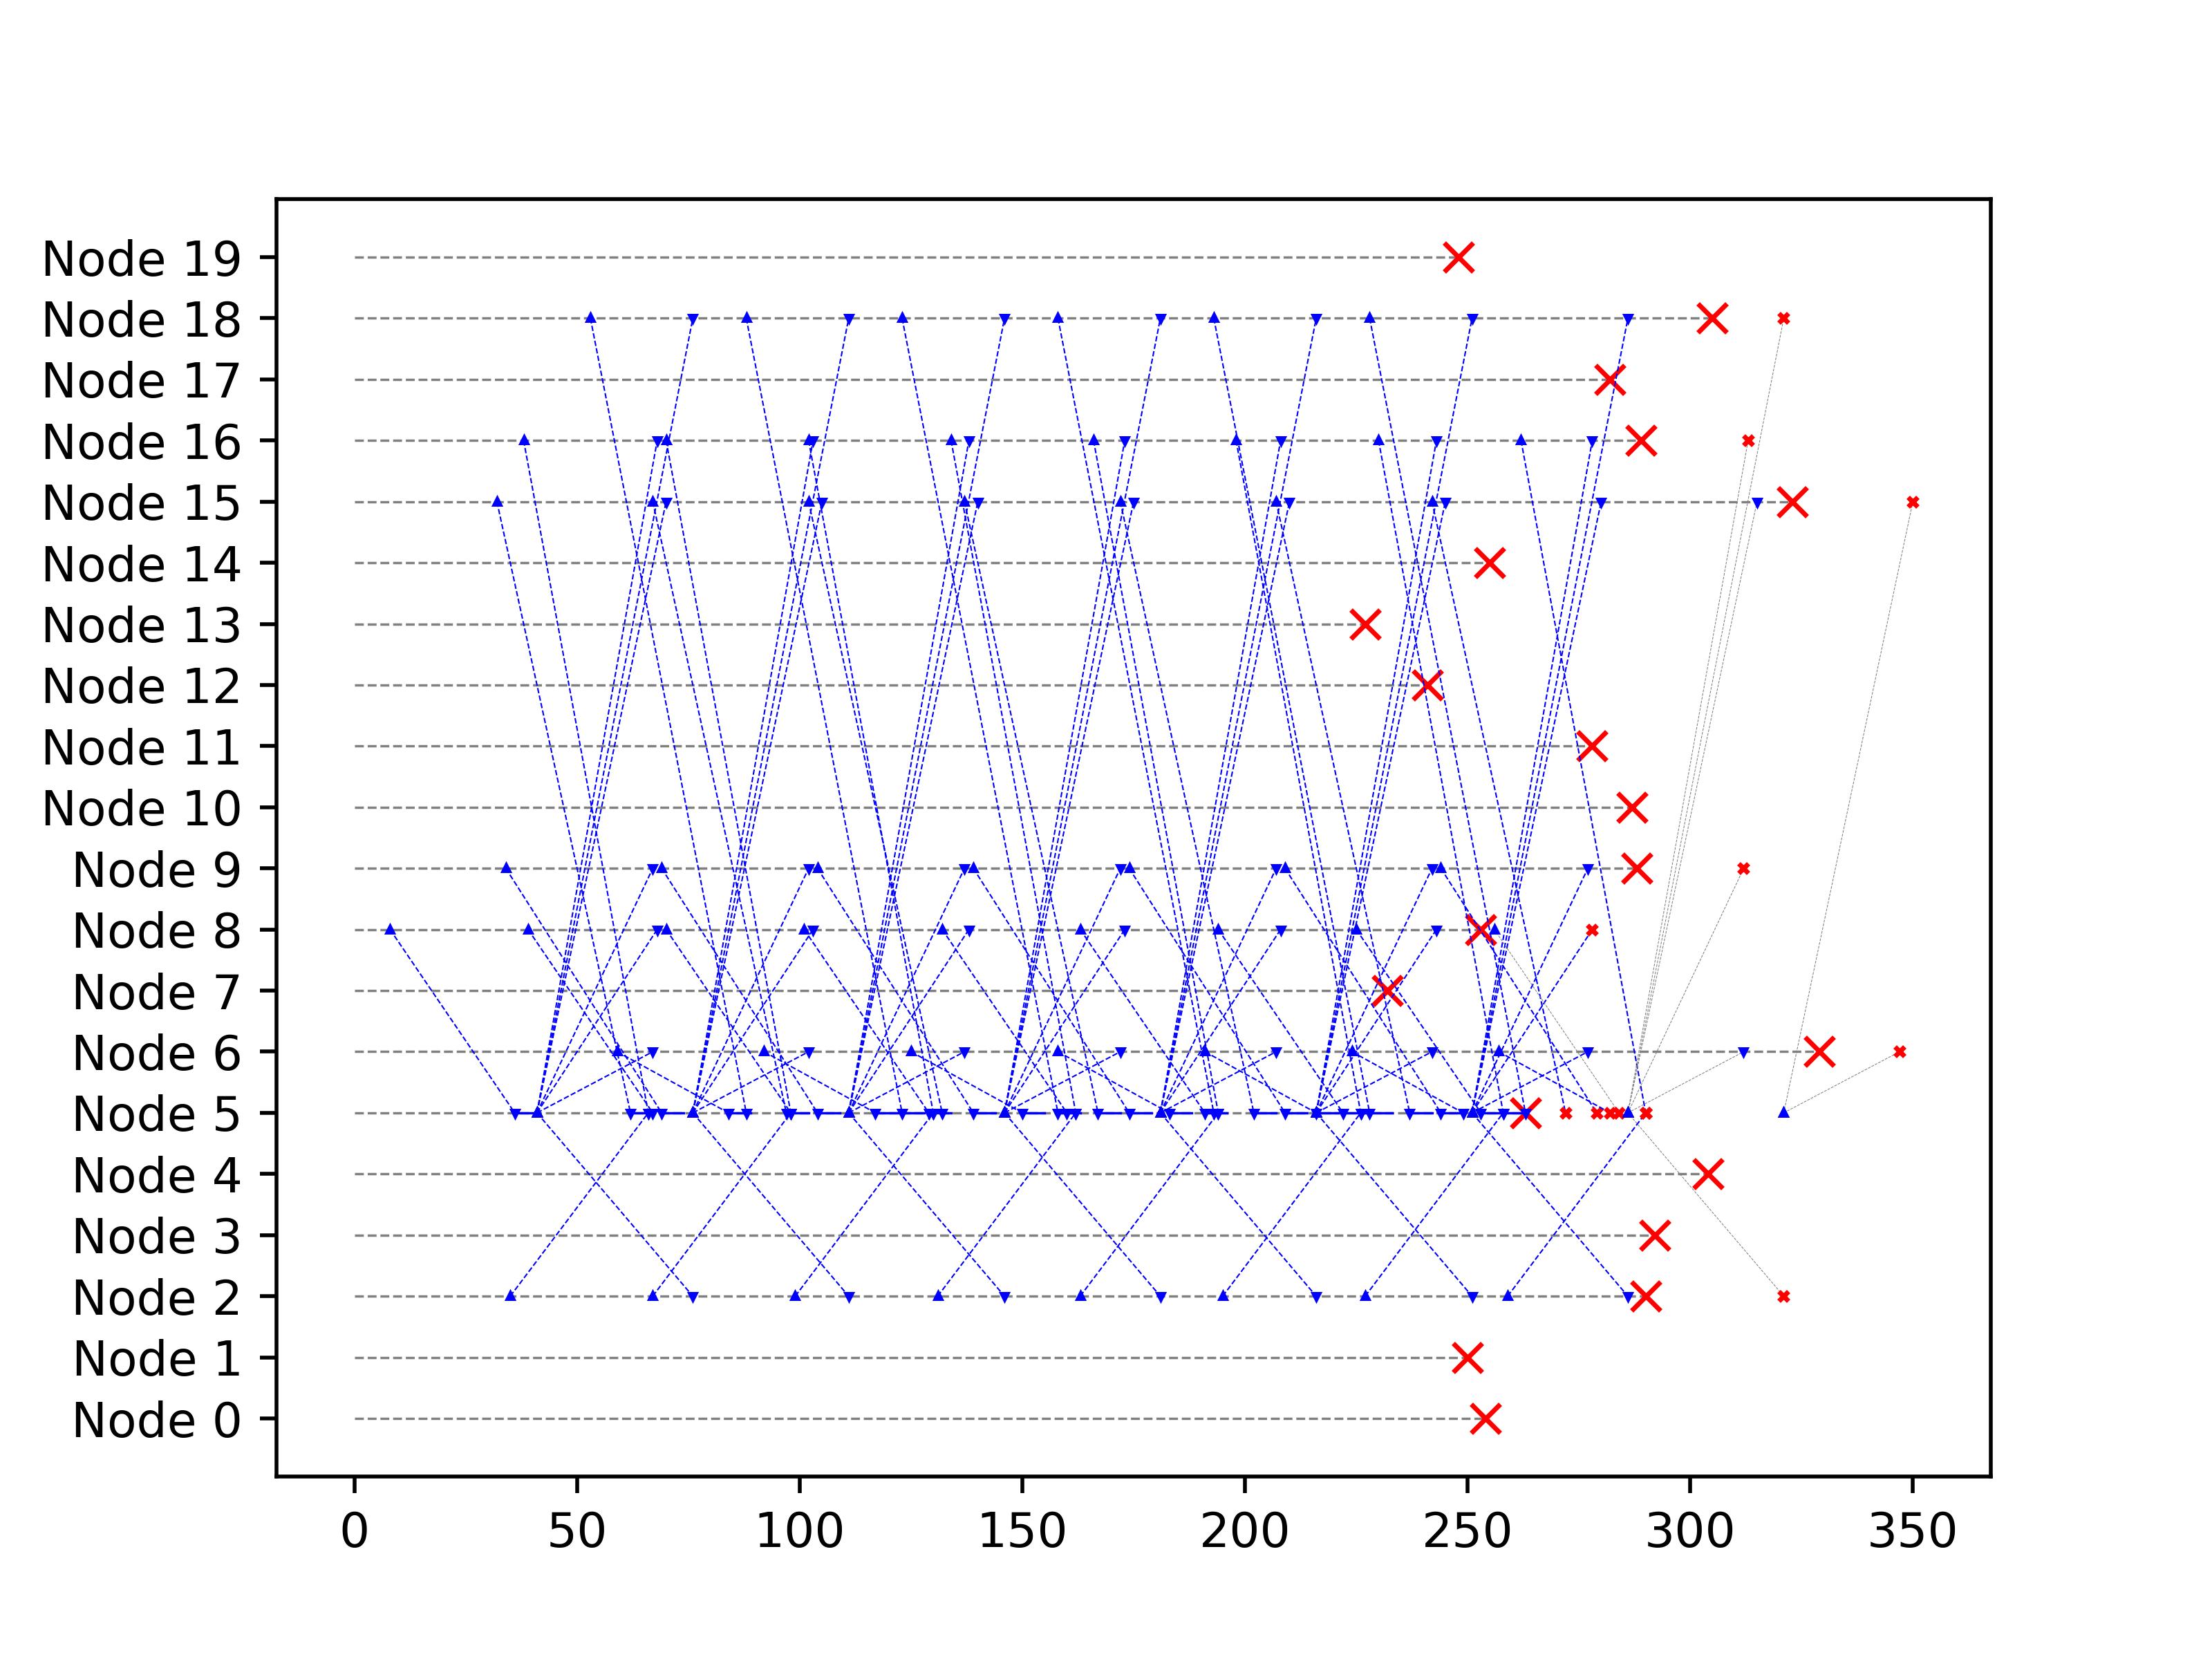 Node 19
Node 18
Node 17
Node 16
Node 15
Node 14
Node 13
Node 12
Node 11
Node 10
Node 9
Node 8
Node 7
Node 6
Node 5
Node 4
Node 3
Node 2
Node 1
Node 0
0 50 100 150 200 250 300 350